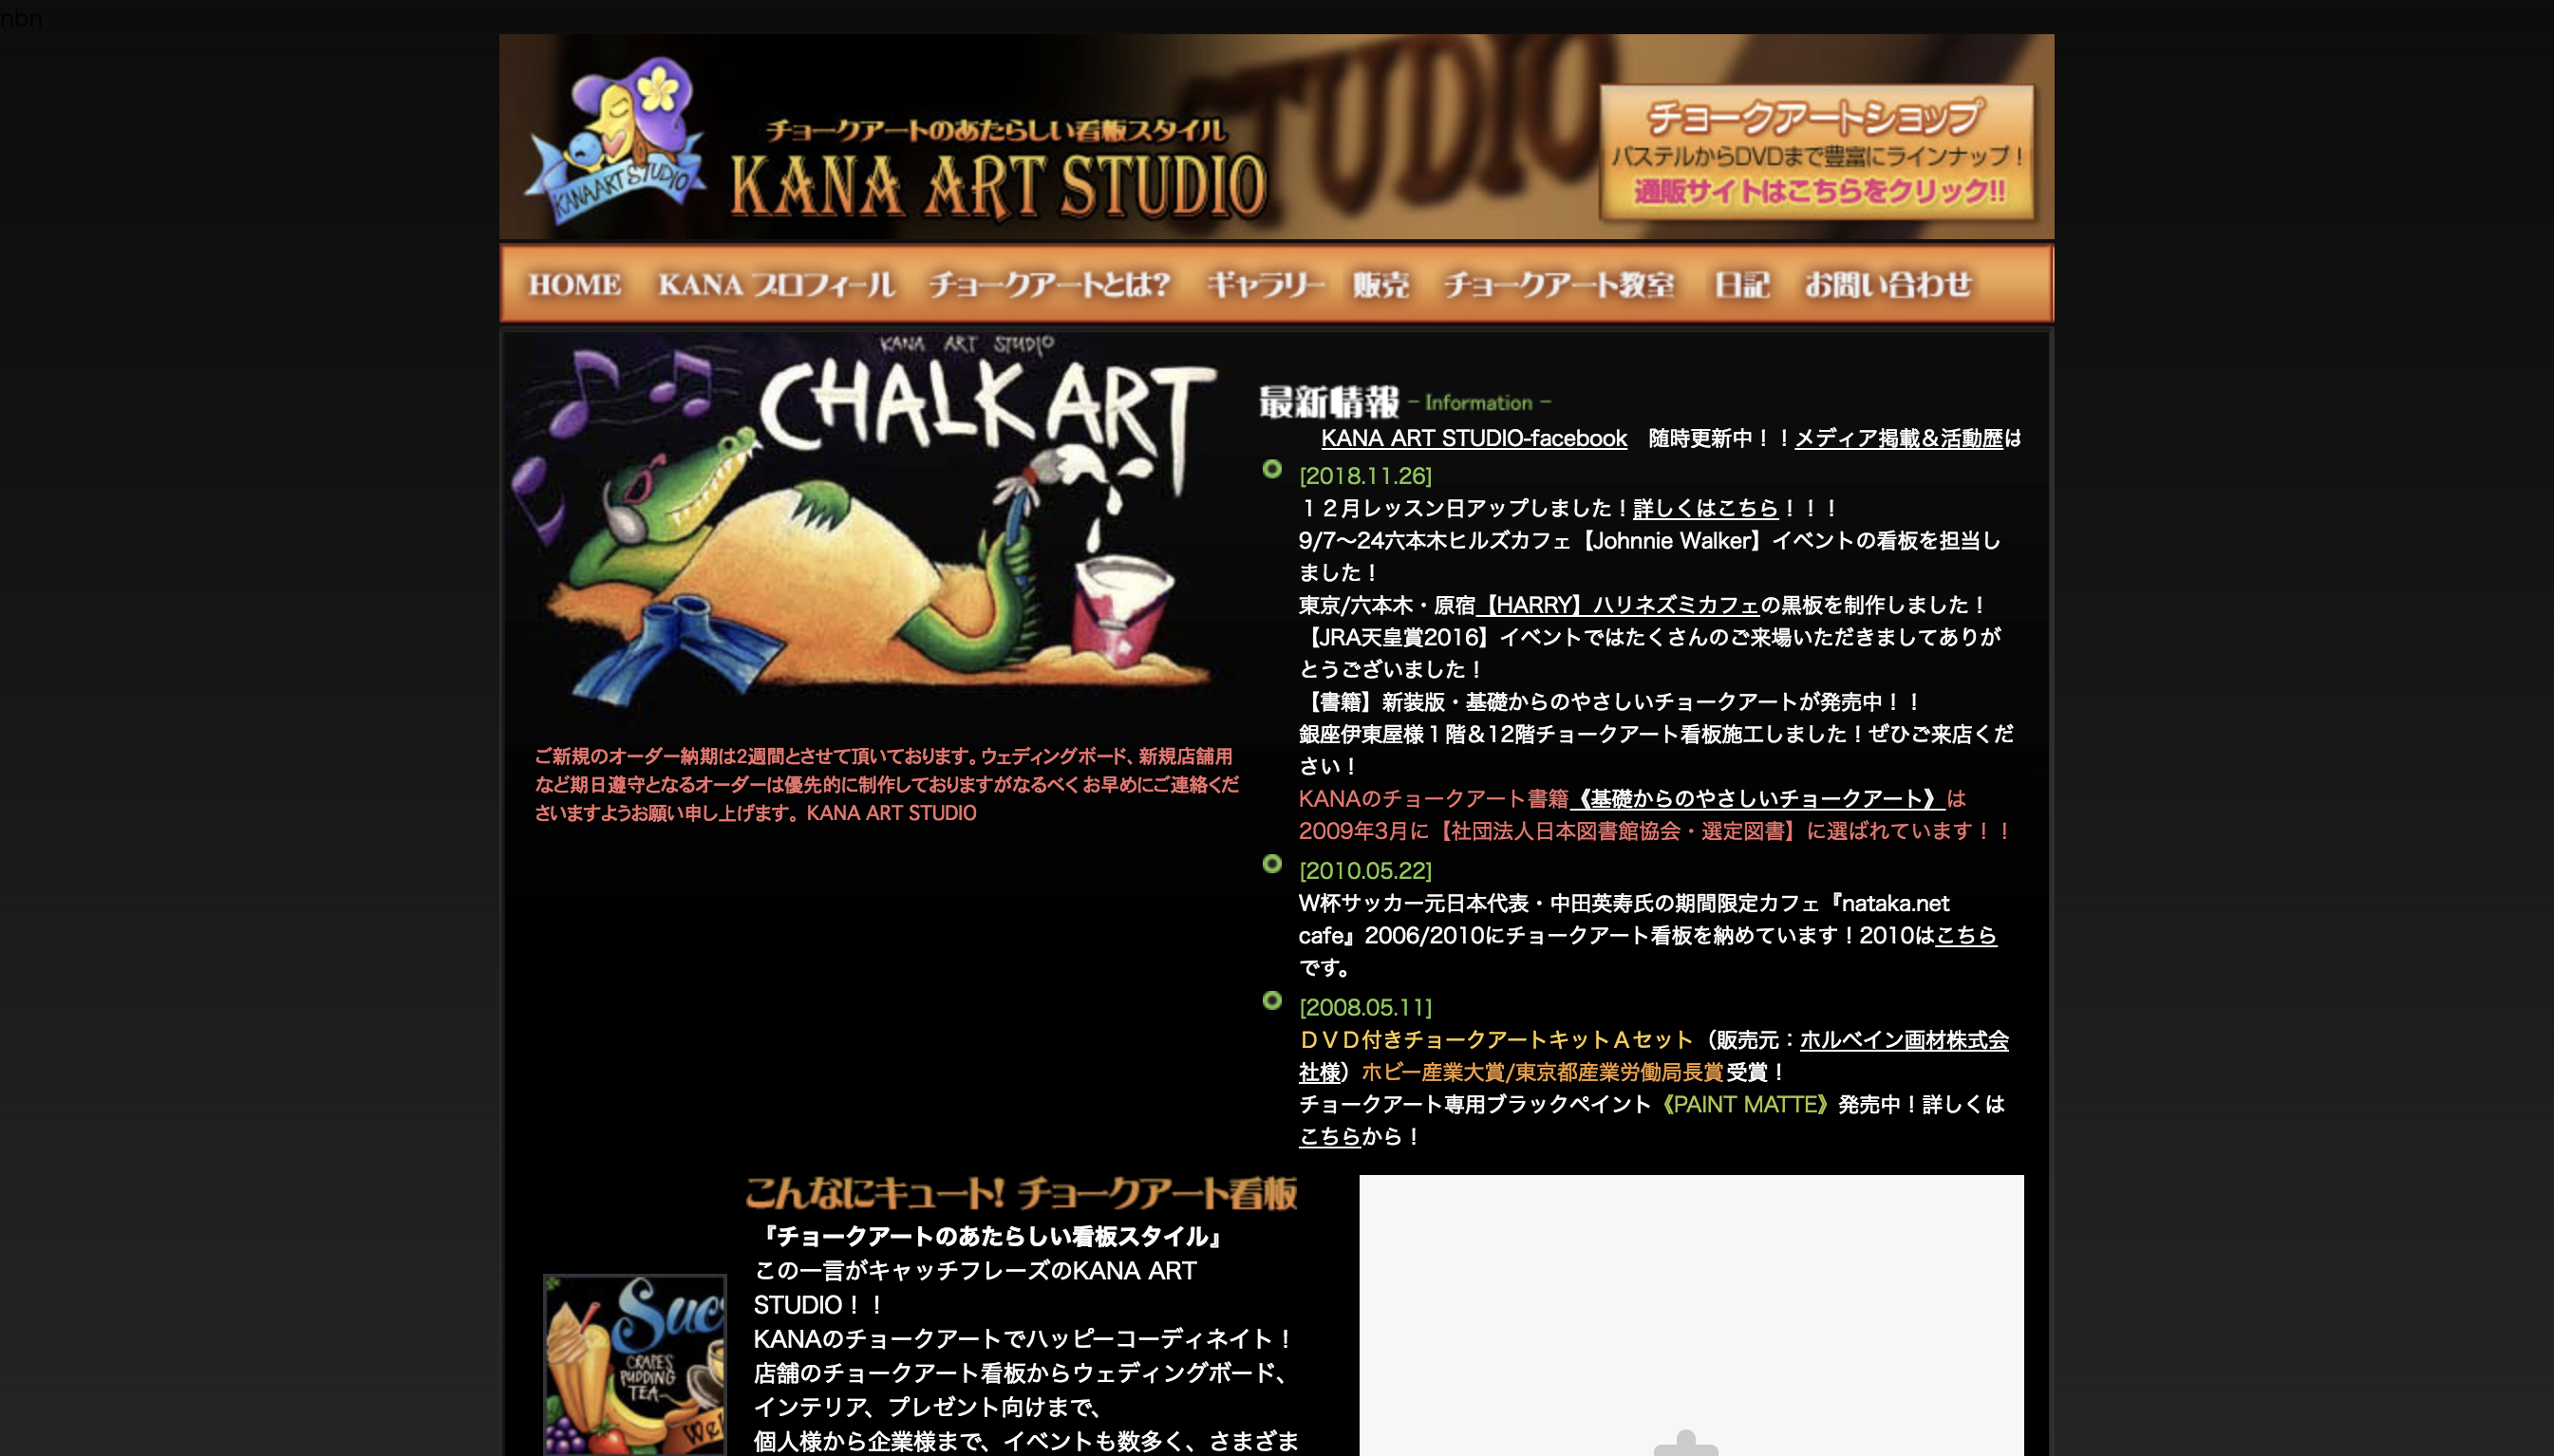 nbn
KANA ART STUDIO
チョークアートのあたらしい看板スタイル
KANA ART STUDIO
STUDIO
チョークアートショップ
パステルからDVDまで豊富にラインナップ！
通販サイトはこちらをクリック!!
HOME KANA プロフィール チョークアートとは? ギャラリー 販売 チョークアート教室 日記 お問い合わせ
KANA ART STUDIO
CHALK ART
ご新規のオーダー納期は2週間とさせて頂いております。ウェディングボード、新規店舗用
など期日遵守となるオーダーは優先的に制作しておりますがなるべくお早めにご連絡くだ
さいますようお願い申し上げます。 KANA ART STUDIO
最新情報 - Information -
KANA ART STUDIO-facebook　随時更新中！！メディア掲載＆活動歴は
[2018.11.26]
１２月レッスン日アップしました！詳しくはこちら！！！
9/7〜24六本木ヒルズカフェ【Johnnie Walker】イベントの看板を担当し
ました！
東京/六本木・原宿【HARRY】ハリネズミカフェの黒板を制作しました！
【JRA天皇賞2016】イベントではたくさんのご来場いただきましてありが
とうございました！
【書籍】新装版・基礎からのやさしいチョークアートが発売中！！
銀座伊東屋様１階＆12階チョークアート看板施工しました！ぜひご来店くだ
さい！
KANAのチョークアート書籍《基礎からのやさしいチョークアート》は
2009年3月に【社団法人日本図書館協会・選定図書】に選ばれています！！
[2010.05.22]
W杯サッカー元日本代表・中田英寿氏の期間限定カフェ『nataka.net
cafe』2006/2010にチョークアート看板を納めています！2010はこちら
です。
[2008.05.11]
ＤＶＤ付きチョークアートキットＡセット（販売元：ホルベイン画材株式会
社様）ホビー産業大賞/東京都産業労働局長賞受賞！
チョークアート専用ブラックペイント《PAINT MATTE》発売中！詳しくは
こちらから！
こんなにキュート! チョークアート看板
『チョークアートのあたらしい看板スタイル』
この一言がキャッチフレーズのKANA ART
STUDIO！！
KANAのチョークアートでハッピーコーディネイト！
店舗のチョークアート看板からウェディングボード、
インテリア、プレゼント向けまで、
個人様から企業様まで、イベントも数多く、さまざま
Suc
CRAPES
PUDDING
TEA
Wel